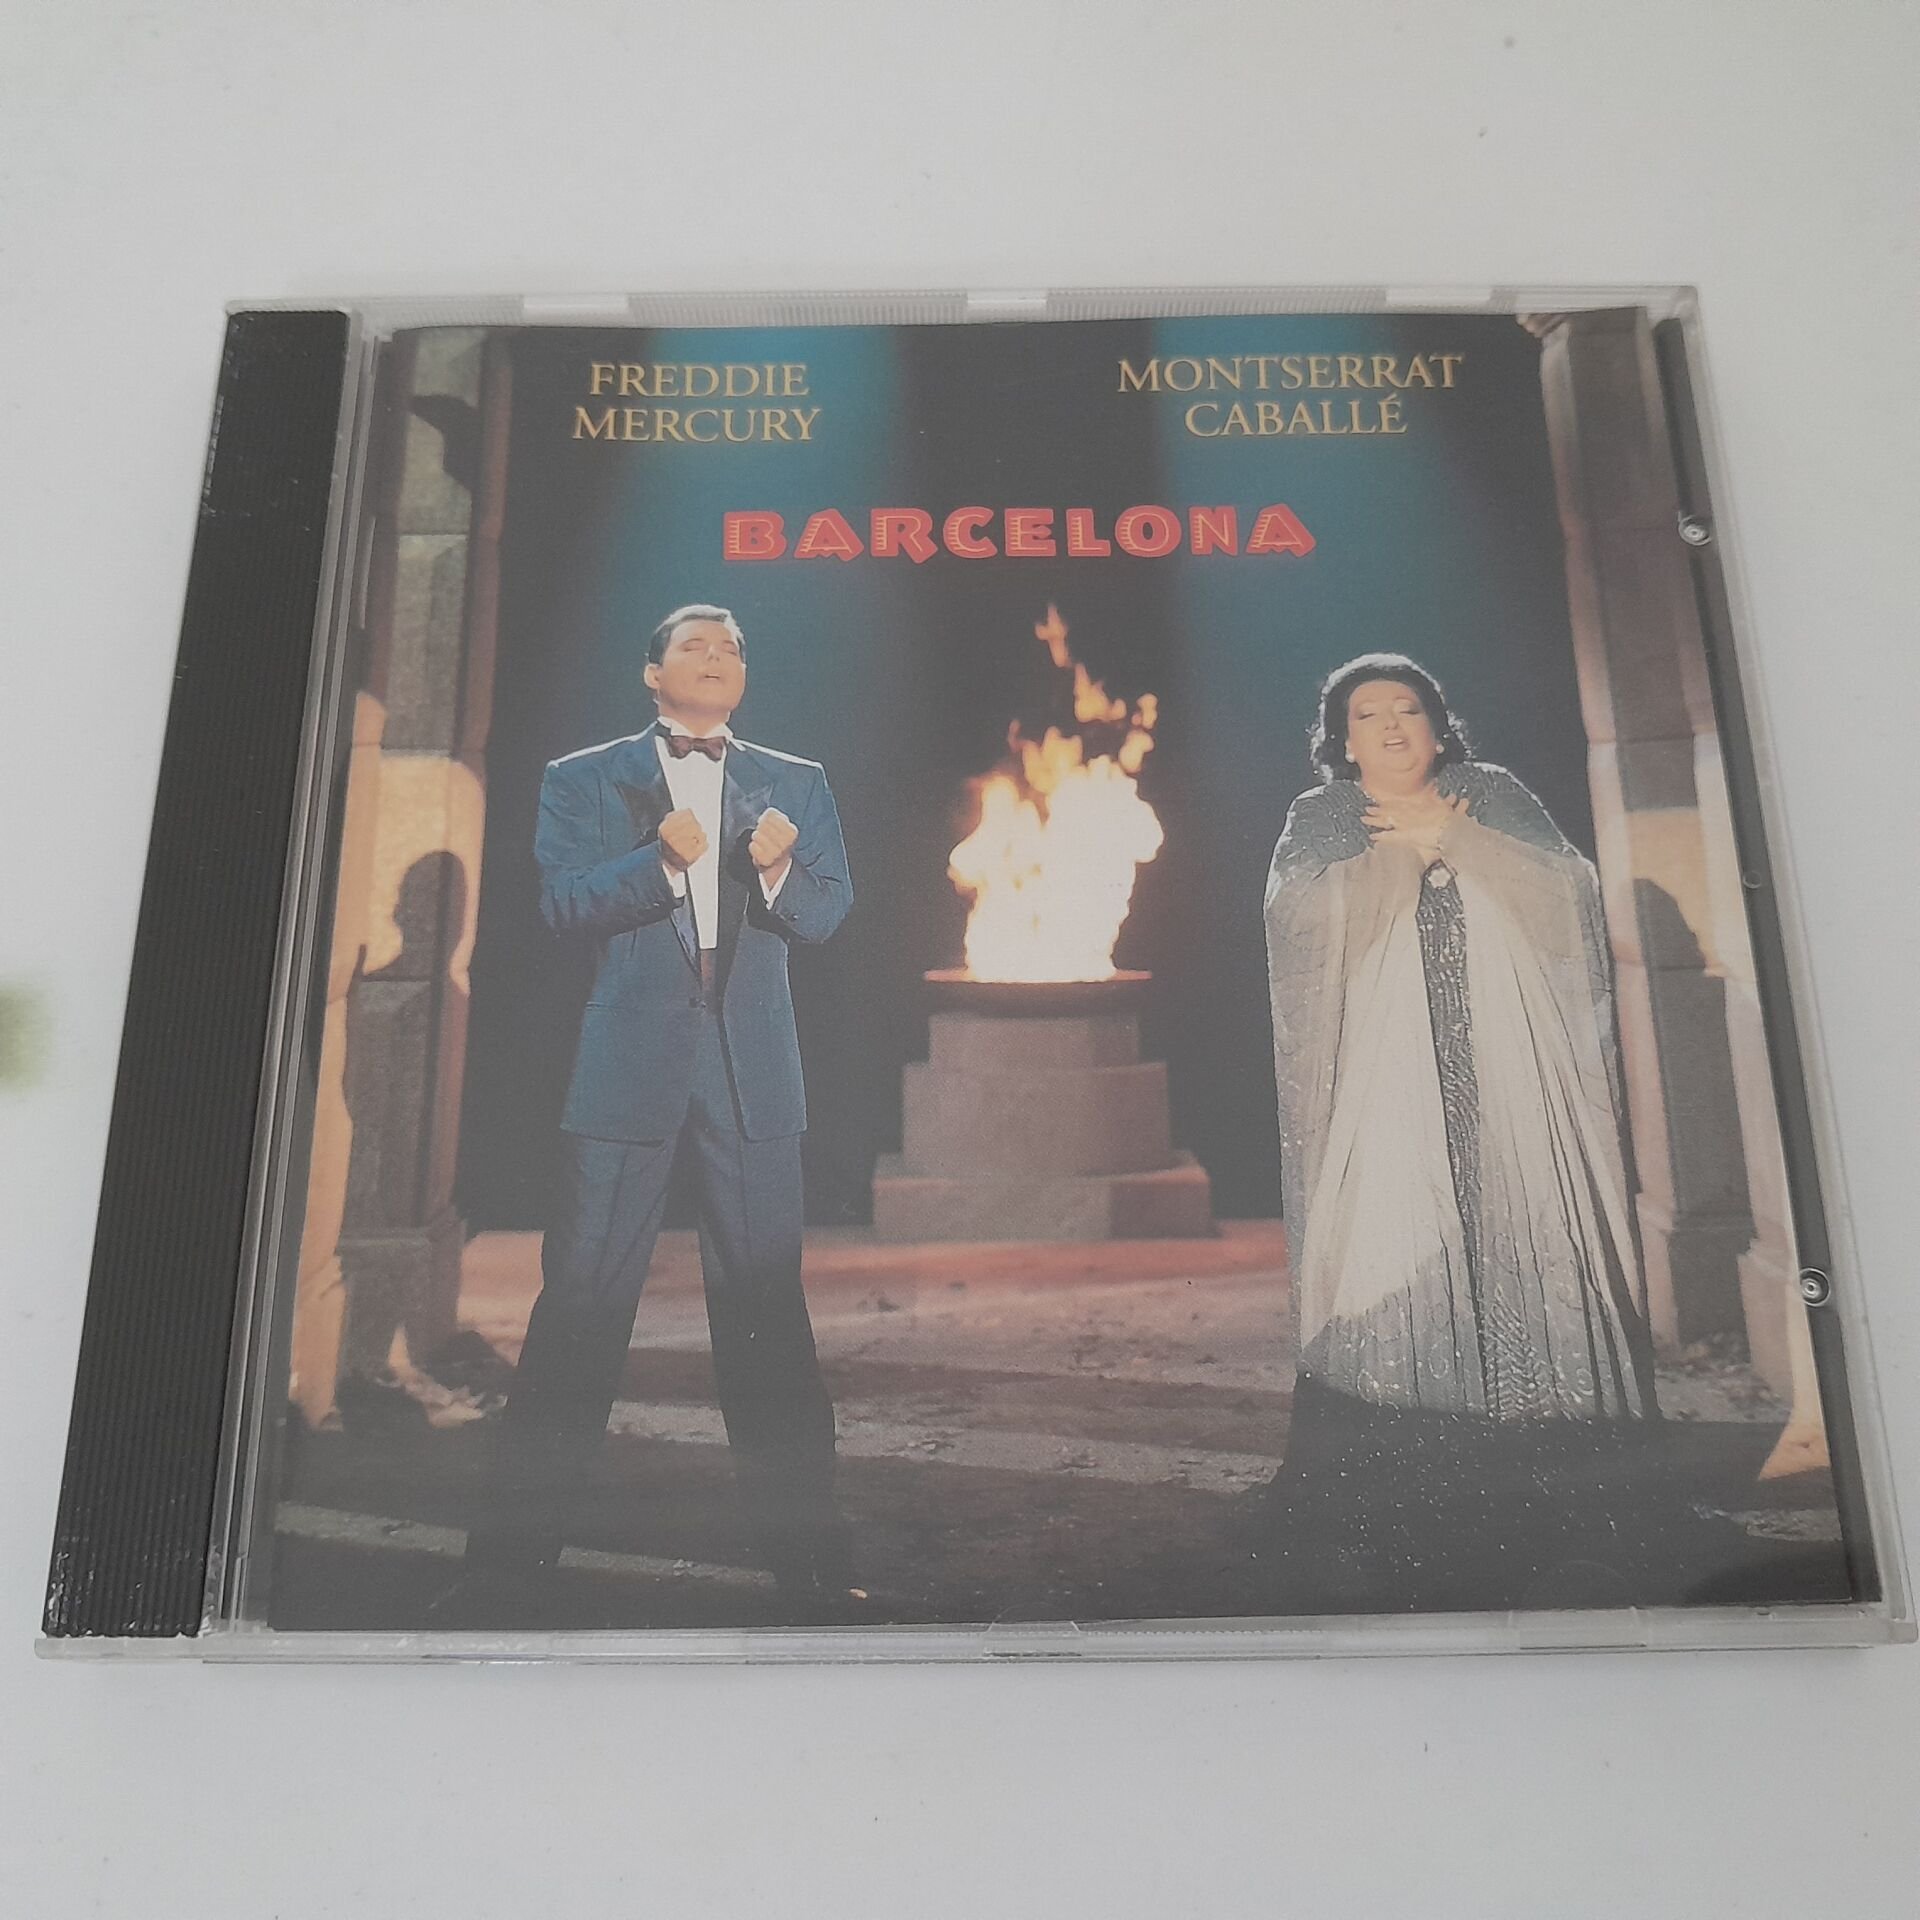 FREDDIE
MERCURY
MONTSERRAT
CABALLÉ
BARCELONA